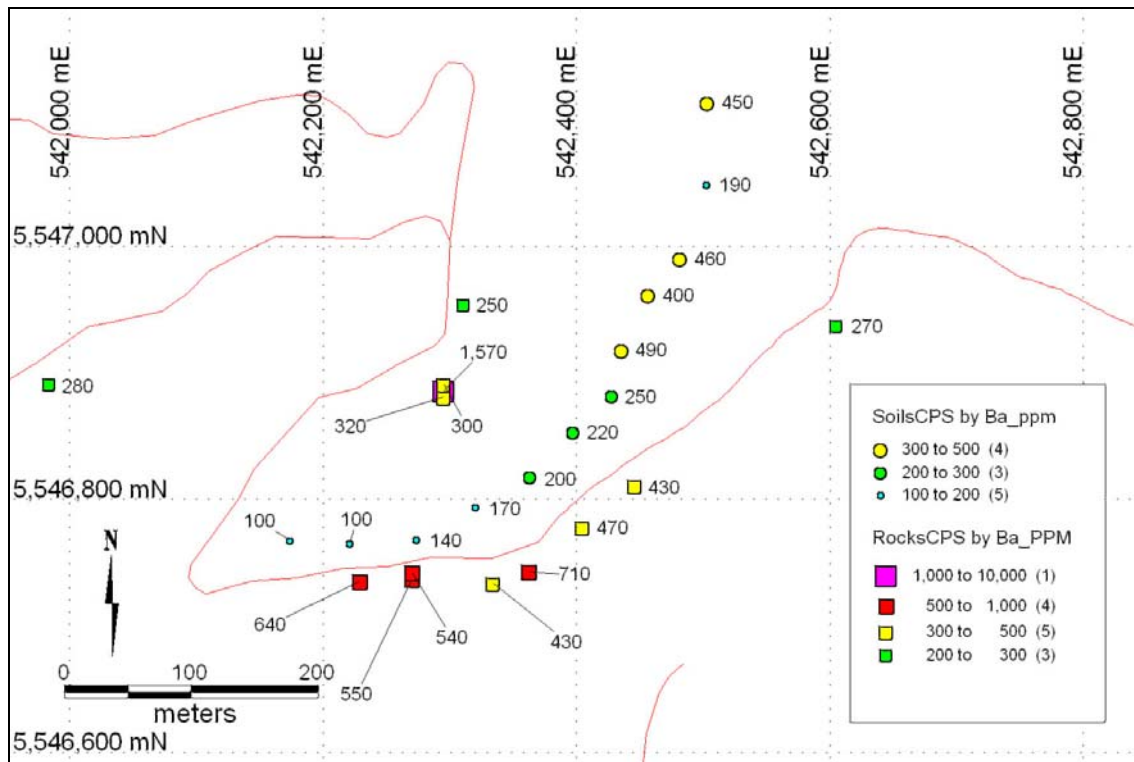 542,000 mE
542,200 mE
542,400 mE
542,600 mE
542,800 mE
450
190
5,547,000 mN
460
400
250
270
490
1,570
280
250
320
300
220
200
430
5,546,800 mN
170
470
100
100
140
N
710
640
540
430
550
0 100 200
meters
5,546,600 mN
SoilsCPS by Ba_ppm
300 to 500 (4)
200 to 300 (3)
100 to 200 (5)
RocksCPS by Ba_PPM
1,000 to 10,000 (1)
500 to 1,000 (4)
300 to 500 (5)
200 to 300 (3)